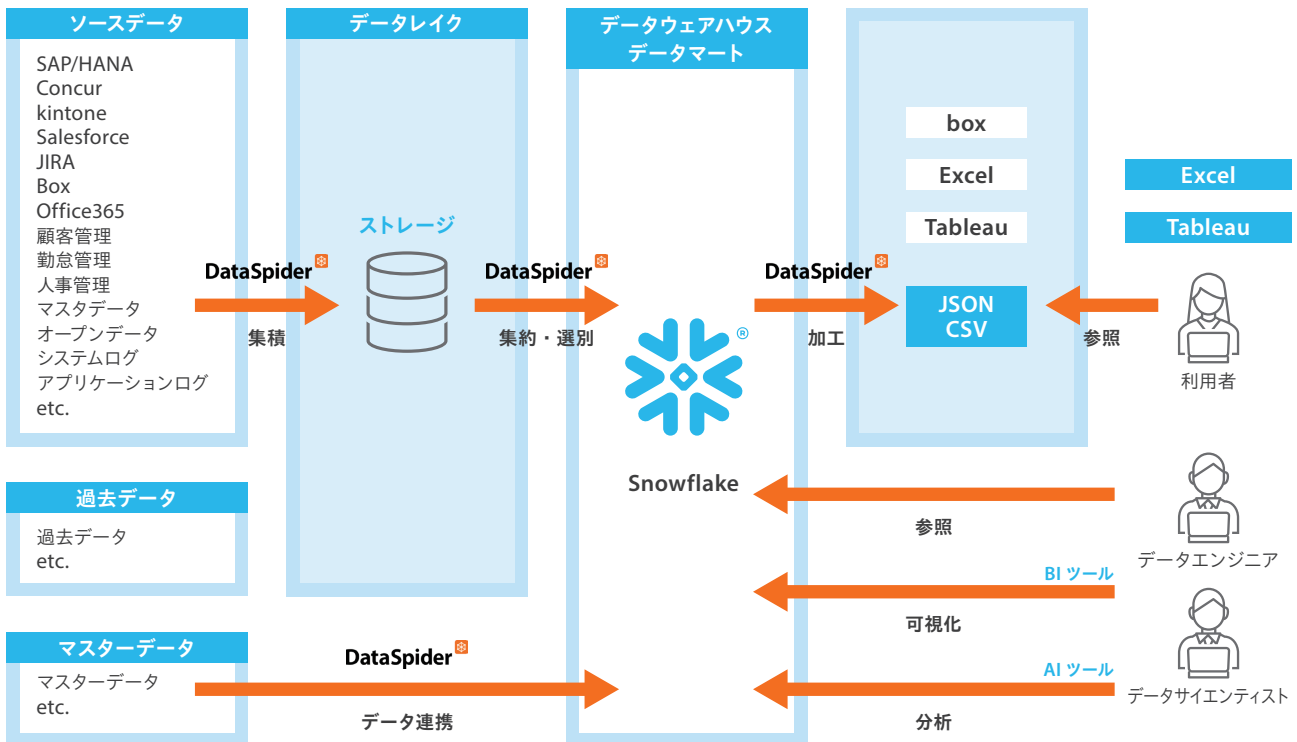 ソースデータ
SAP/HANA
Concur
kintone
Salesforce
JIRA
Box
Office365
顧客管理
勤怠管理
人事管理
マスタデータ
オープンデータ
システムログ
アプリケーションログ
etc.
過去データ
過去データ
etc.
マスターデータ
マスターデータ
etc.
DataSpider
集積
データレイク
ストレージ
DataSpider
集約・選別
DataSpider
データ連携
データウェアハウス
データマート
®
Snowflake
DataSpider
加工
box
Excel
Tableau
JSON
CSV
参照
Excel
Tableau
利用者
参照
データエンジニア
BI ツール
可視化
AI ツール
分析
データサイエンティスト